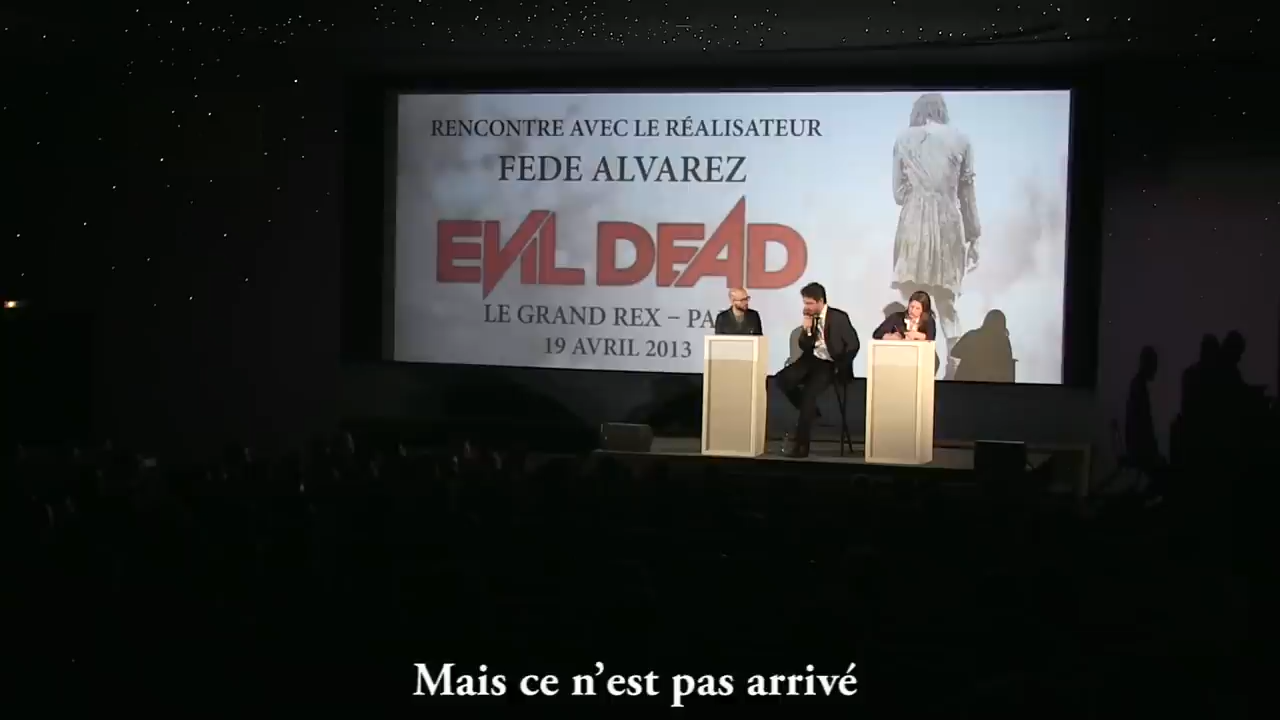 RENCONTRE AVEC LE RÉALISATEUR
FEDE ALVAREZ
EVIL DEAD
LE GRAND REX – PA
19 AVRIL 2013
Mais ce n’est pas arrivé